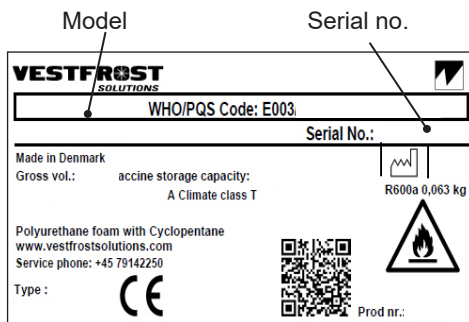 Model Serial no.
VESTFROST
SOLUTIONS
WHO/PQS Code: E003/
Serial No.:
Made in Denmark
Gross vol.: accine storage capacity:
A Climate class T
R600a 0,063 kg
Polyurethane foam with Cyclopentane
www.vestfrostsolutions.com
Service phone: +45 79142250
Type : CE
Prod nr.: